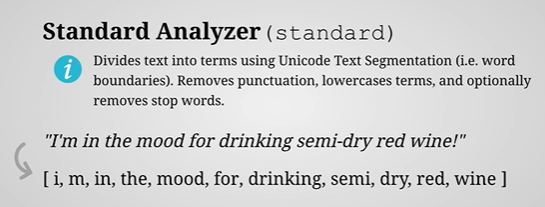 Standard Analyzer (standard)
i Divides text into terms using Unicode Text Segmentation (i.e. word
boundaries). Removes punctuation, lowercases terms, and optionally
removes stop words.
"I'm in the mood for drinking semi-dry red wine!"
[ i, m, in, the, mood, for, drinking, semi, dry, red, wine ]